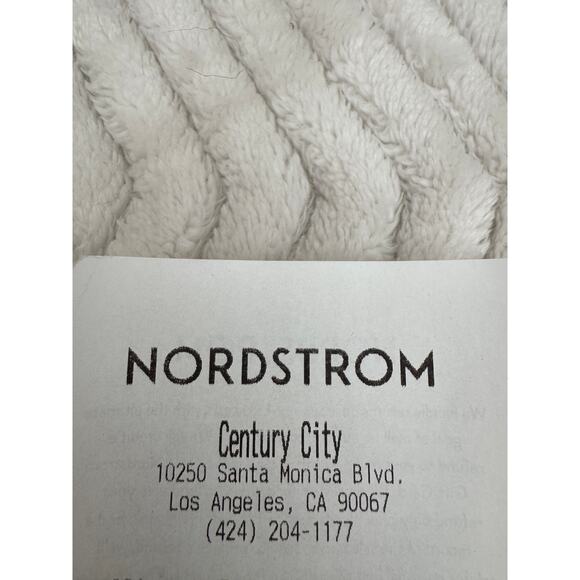 NORDSTROM
Century City
10250 Santa Monica Blvd.
Los Angeles, CA 90067
(424) 204-1177